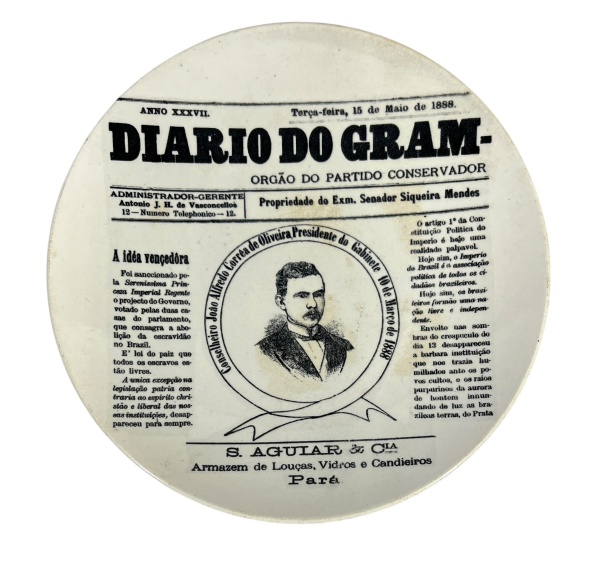 ANNO XXXVII.
Terça-feira, 15 de Maio de 1888.
DIARIO DO GRAM-
ORGÃO DO PARTIDO CONSERVADOR
ADMINISTRADOR-GERENTE
Antonio J. H. de Vasconcellos
12 — Numero Telephonico — 12.
Propriedade do Exm. Senador Siqueira Mendes
A idéa vencedôra
Foi sanccionado pe-
la Serenissima Prin-
ceza Imperial Regente
o projecto do Governo,
votado pelas duas ca-
sas do parlamento,
que consagra a abo-
lição da escravidão
no Brazil.
E' lei do paiz que
todos os escravos es-
tão livres.
A unica excepção na
legislação patria con-
traria ao espirito chri-
stão e liberal das nos-
sas instituições, desap-
pareceu para sempre.
Conselheiro João Alfredo Corrêa de Oliveira Presidente do Gabinete 10 de Março de 1888
O artigo 1º da Con-
stituição Politica do
Imperio é hoje uma
realidade palpavel.
Hoje sim, o Imperio
do Brazil é a associação
politica de todos os ci-
dadãos brazileiros.
Hoje sim, os brazi-
leiros formão uma na-
ção livre e indepen-
dente.
Envolto nas som-
bras do crespuculo do
dia 13 desappareceu
a barbara instituição
que nos trazia hu-
milhados ante os po-
vos cultos, e os raios
purpurinos da aurora
de hontem innun-
dando de luz as bra-
zileas terras, do Prata
S. AGUIAR & CIA
Armazem de Louças, Vidros e Candieiros
Pará